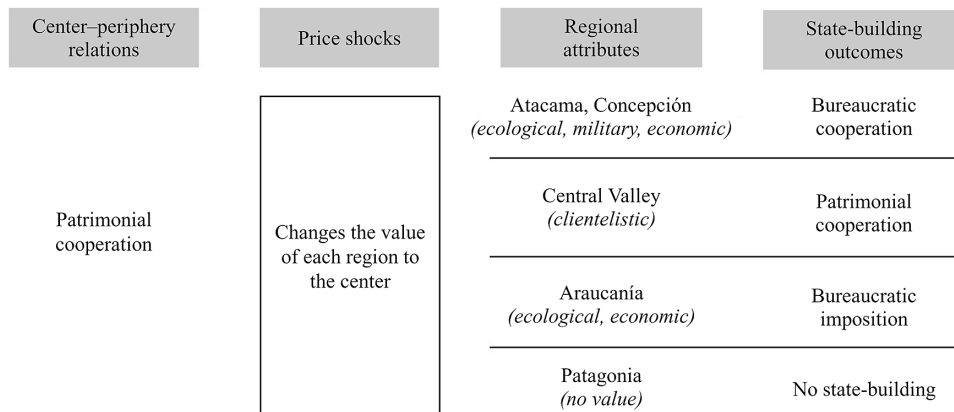 Center–periphery
relations
Price shocks
Regional
attributes
State-building
outcomes
Patrimonial
cooperation
Changes the value
of each region to
the center
Atacama, Concepción
(ecological, military, economic)
Bureaucratic
cooperation
Central Valley
(clientelistic)
Patrimonial
cooperation
Araucanía
(ecological, economic)
Bureaucratic
imposition
Patagonia
(no value)
No state-building